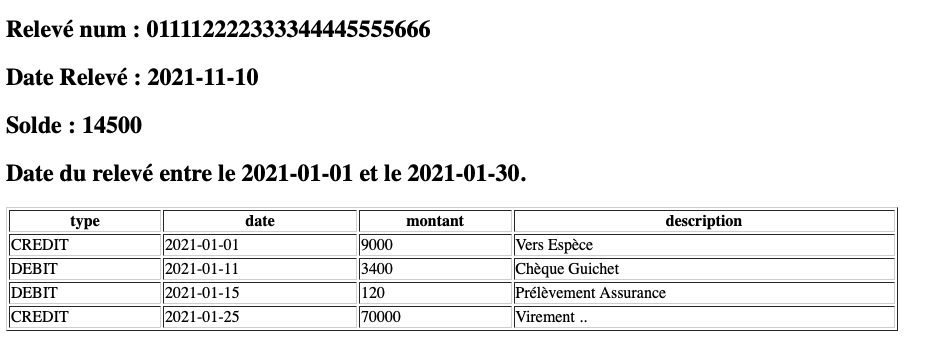 Relevé num : 011112222333344445555666
Date Relevé : 2021-11-10
Solde : 14500
Date du relevé entre le 2021-01-01 et le 2021-01-30.
type date montant description
CREDIT 2021-01-01 9000 Vers Espèce
DEBIT 2021-01-11 3400 Chèque Guichet
DEBIT 2021-01-15 120 Prélèvement Assurance
CREDIT 2021-01-25 70000 Virement ..